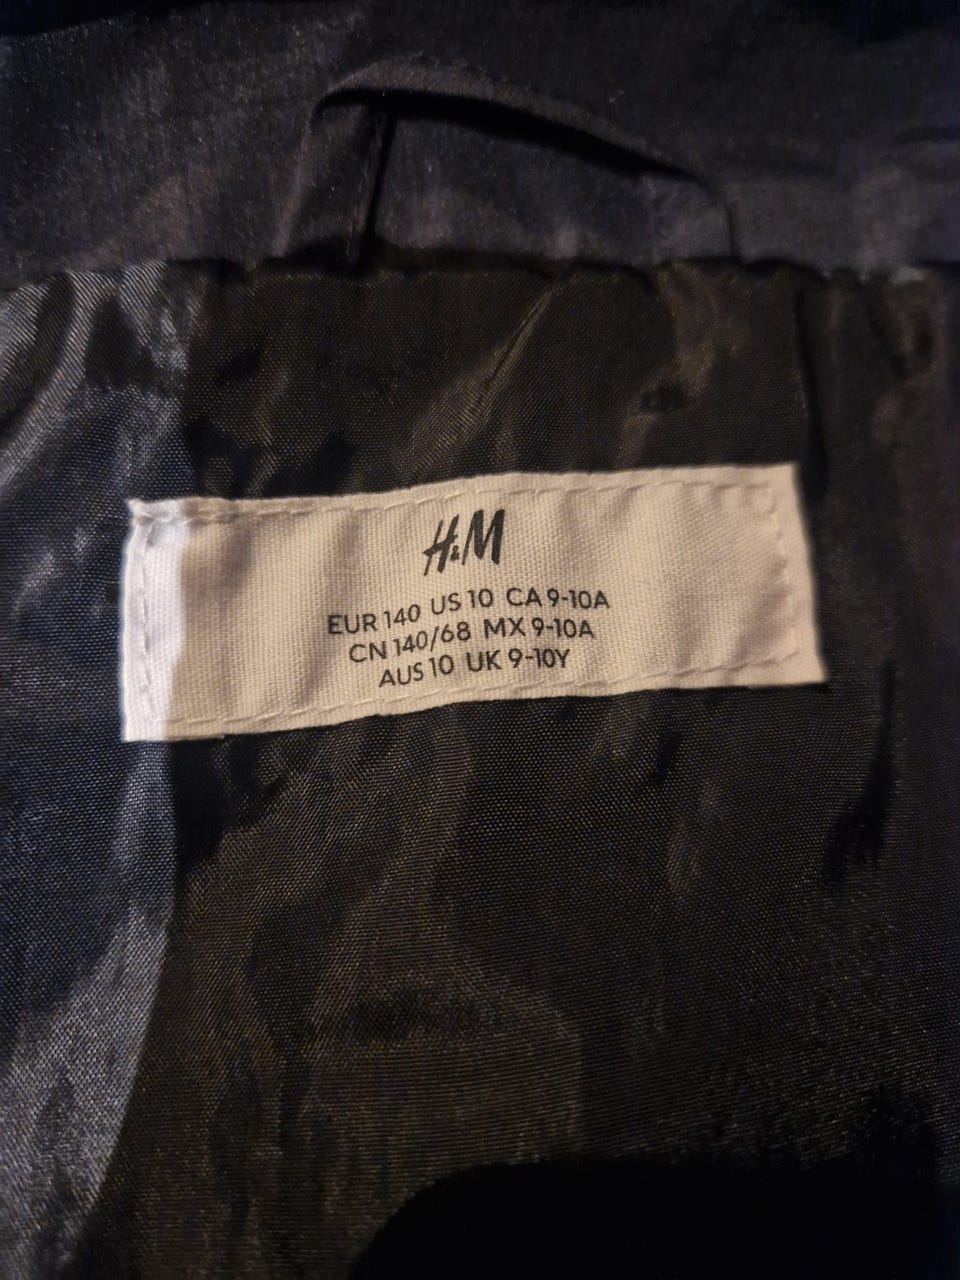 H&M
EUR 140 US 10 CA 9-10A
CN 140/68 MX 9-10A
AUS 10 UK 9-10Y